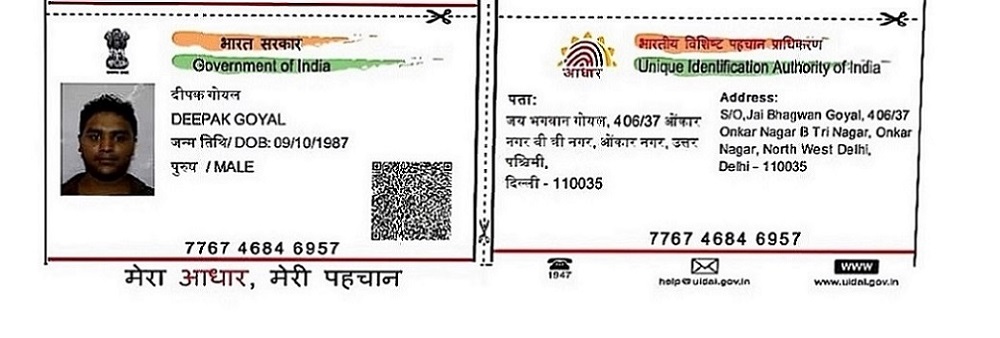 भारत सरकार
Government of India
दीपक गोयल
DEEPAK GOYAL
जन्म तिथि/ DOB: 09/10/1987
पुरुष / MALE
7767 4684 6957
मेरा आधार, मेरी पहचान
भारतीय विशिष्ट पहचान प्राधिकरण
Unique Identification Authority of India
आधार
पता:
जय भगवान गोयल, 406/37 ओंकार
नगर बी त्री नगर, ओंकार नगर, उत्तर
पश्चिमी,
दिल्ली - 110035
Address:
S/O,Jai Bhagwan Goyal, 406/37
Onkar Nagar B Tri Nagar, Onkar
Nagar, North West Delhi,
Delhi - 110035
7767 4684 6957
1947
help@uidai.gov.in
www
www.uidai.gov.in